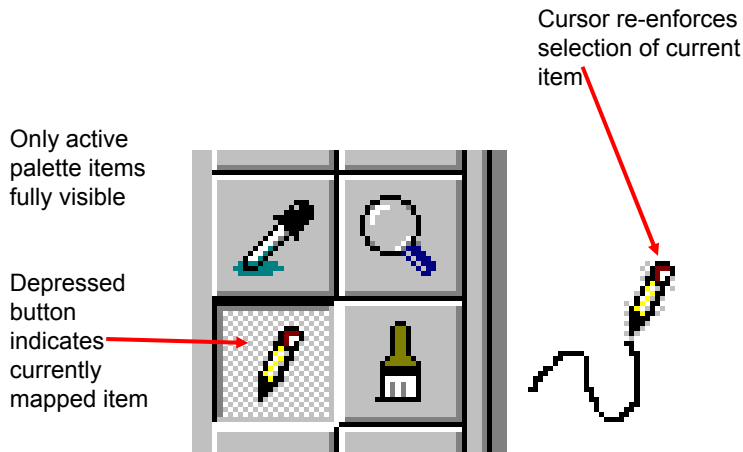 Cursor re-enforces
selection of current
item
Only active
palette items
fully visible
Depressed
button
indicates
currently
mapped item